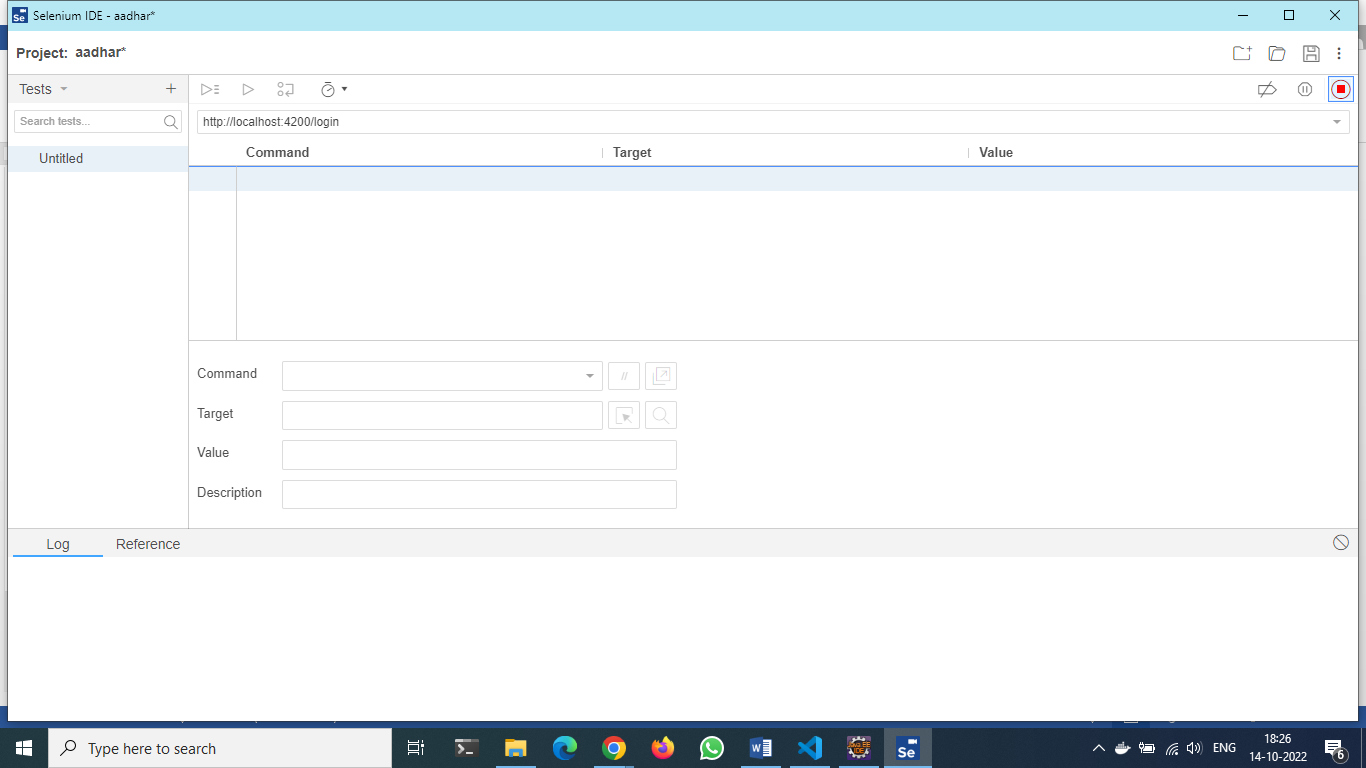 Selenium IDE - aadhar*
Project: aadhar*
Tests
Search tests...
Untitled
http://localhost:4200/login
Command Target Value
Command
//
Target
Value
Description
Log Reference
Type here to search
Se
ENG
18:26
14-10-2022
6